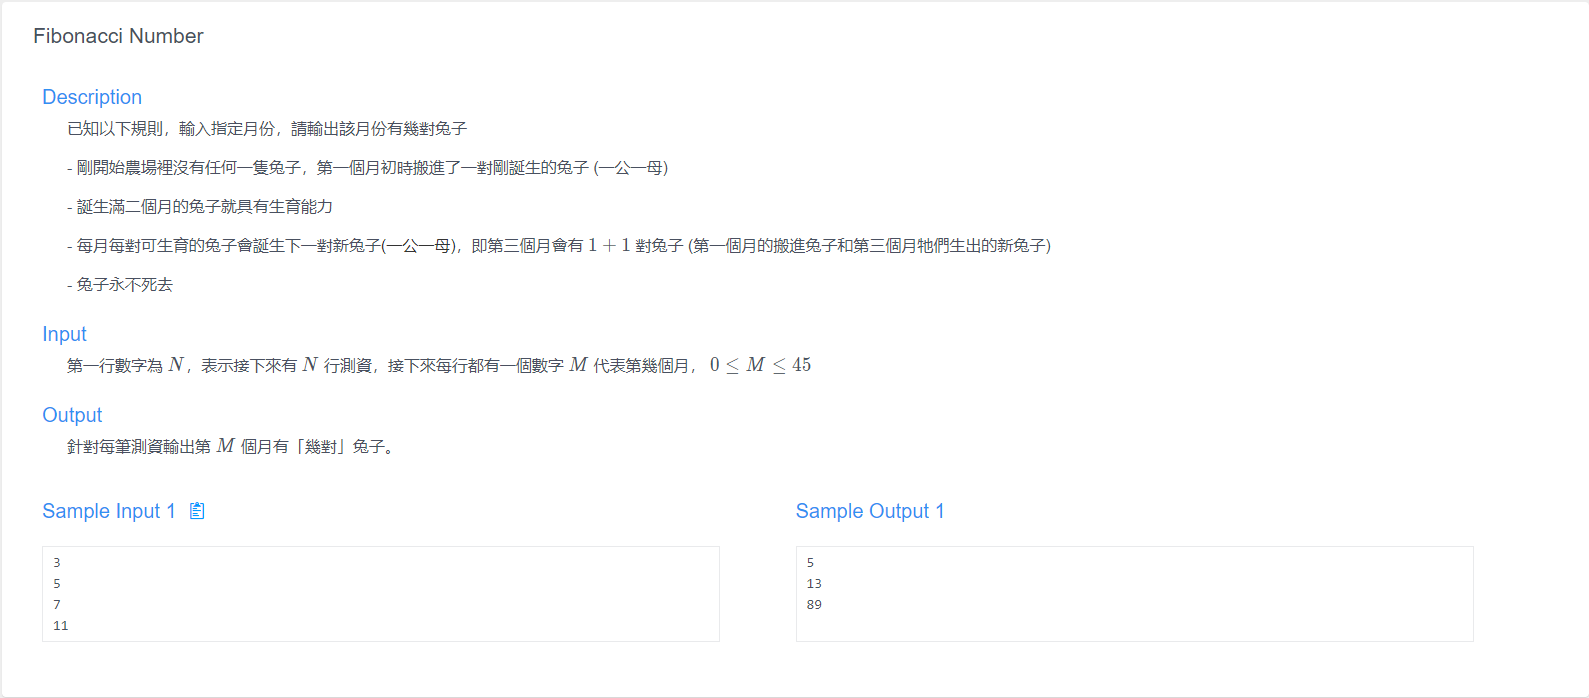 Fibonacci Number
Description
已知以下規則，輸入指定月份，請輸出該月份有幾對兔子
- 剛開始農場裡沒有任何一隻兔子，第一個月初時搬進了一對剛誕生的兔子 (一公一母)
- 誕生滿二個月的兔子就具有生育能力
- 每月每對可生育的兔子會誕生下一對新兔子(一公一母)，即第三個月會有 1 + 1 對兔子 (第一個月的搬進兔子和第三個月牠們生出的新兔子)
- 兔子永不死去
Input
第一行數字為 N，表示接下來有 N 行測資，接下來每行都有一個數字 M 代表第幾個月， 0 ≤ M ≤ 45
Output
針對每筆測資輸出第 M 個月有「幾對」兔子。
Sample Input 1
3
5
7
11
Sample Output 1
5
13
89